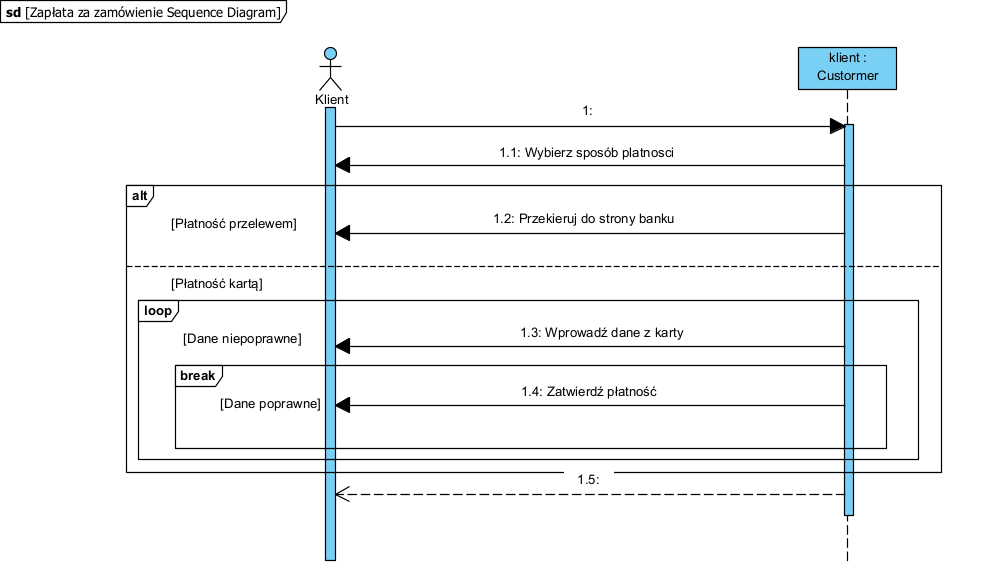 sd [Zapłata za zamówienie Sequence Diagram]
Klient
klient :
Custormer
1:
1.1: Wybierz sposób platnosci
alt
[Płatność przelewem]
1.2: Przekieruj do strony banku
[Płatność kartą]
loop
[Dane niepoprawne]
1.3: Wprowadź dane z karty
break
[Dane poprawne]
1.4: Zatwierdź płatność
1.5: